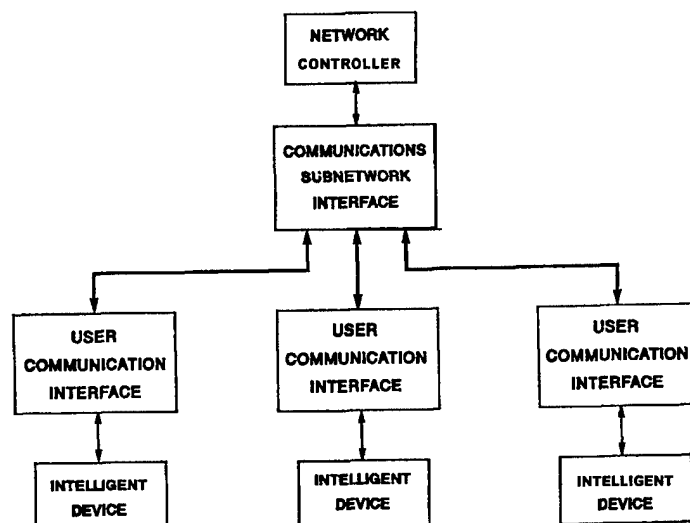 NETWORK
CONTROLLER
COMMUNICATIONS
SUBNETWORK
INTERFACE
USER
COMMUNICATION
INTERFACE
USER
COMMUNICATION
INTERFACE
USER
COMMUNICATION
INTERFACE
INTELLIGENT
DEVICE
INTELLIGENT
DEVICE
INTELLIGENT
DEVICE